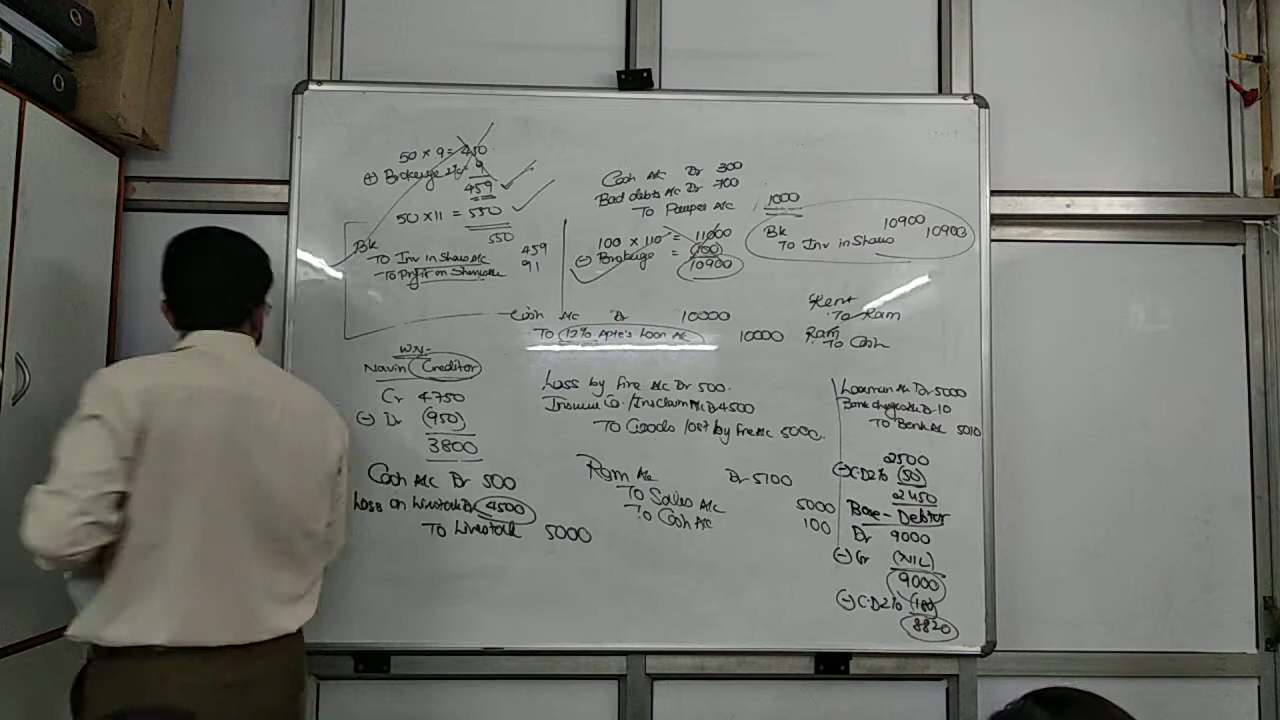 50 × 9 = 450
(+) Brokerage = 9
459
50 × 11 = 550
550
Bk
To Inv in Shares A/c 459
To Profit on Shares 91
Cash A/c Dr 300
Bad debts A/c Dr 700
To Pauper A/c 1000
100 × 110 = 11000
(-) Brokerage = (100)
10900
Bk 10900
To Inv in Shares 10900
Cash A/c Dr 10000
To 12% Apte's Loan A/c 10000
Rent
To Ram
Ram
To Cash
WN-
Navin Creditor
Cr 4750
(-) Dr (950)
3800
Cash A/c Dr 500
Loss on Livestock Dr 4500
To Livestock 5000
Loss by fire A/c Dr 500.
Insurance Co./Ins claim A/c Dr 4500
To Goods lost by fire A/c 5000.
Ram A/c Dr 5100
To Sales A/c 5000
To Cash A/c 100
Dr 5000
Bank charges A/c Dr 10
To Bank A/c 5010
2500
(-) C.D 2% (50)
2450
Bose - Debtor
Dr 9000
(-) Cr (NIL)
9000
(-) C.D 2% (180)
8820